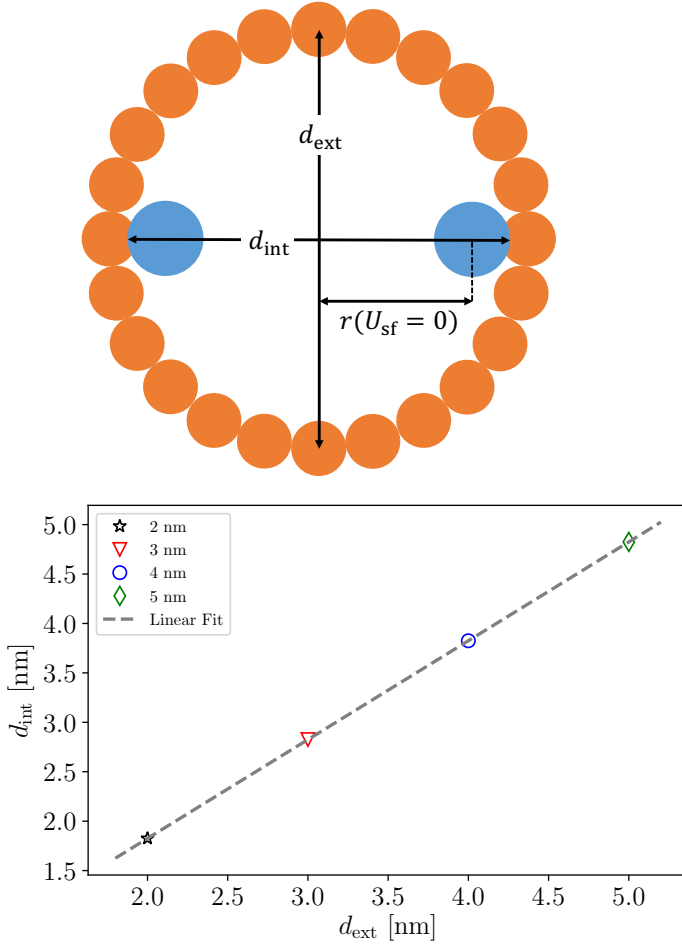 d_ext
d_int
r(U_sf = 0)
5.0
4.5
4.0
3.5
3.0
2.5
2.0
1.5
d_int [nm]
2 nm
3 nm
4 nm
5 nm
Linear Fit
2.0 2.5 3.0 3.5 4.0 4.5 5.0
d_ext [nm]